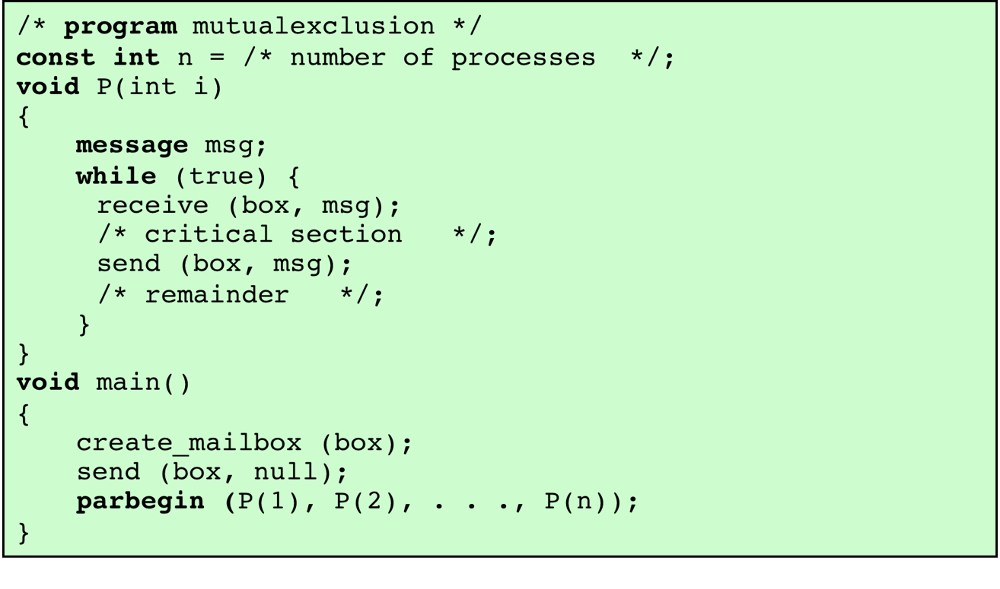 /* program mutualexclusion */
const int n = /* number of processes */;
void P(int i)
{
message msg;
while (true) {
receive (box, msg);
/* critical section */;
send (box, msg);
/* remainder */;
}
}
void main()
{
create_mailbox (box);
send (box, null);
parbegin (P(1), P(2), . . ., P(n));
}